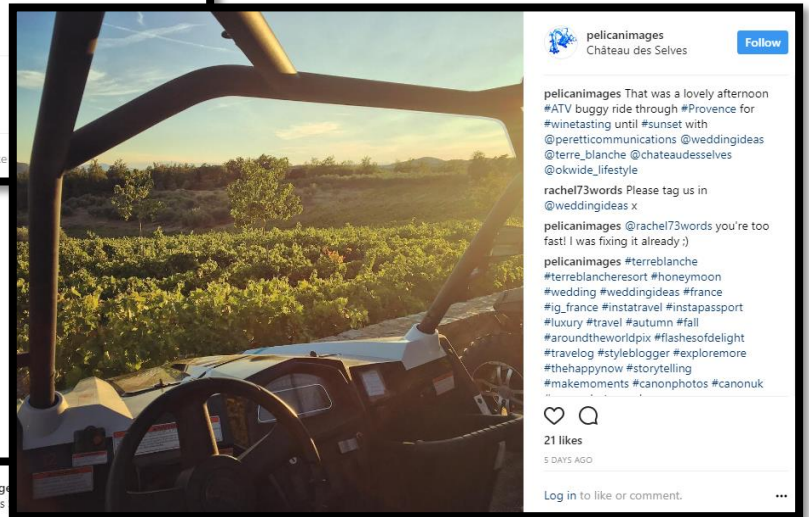 pelicanimages
Château des Selves
Follow
pelicanimages That was a lovely afternoon
#ATV buggy ride through #Provence for
#winetasting until #sunset with
@peretticommunications @weddingideas
@terre_blanche @chateaudesselves
@okwide_lifestyle
rachel73words Please tag us in
@weddingideas x
pelicanimages @rachel73words you're too
fast! I was fixing it already ;)
pelicanimages #terreblanche
#terreblancheresort #honeymoon
#wedding #weddingideas #france
#ig_france #instatravel #instapassport
#luxury #travel #autumn #fall
#aroundtheworldpix #flashesofdelight
#travelog #styleblogger #exploremore
#thehappynow #storytelling
#makemoments #canonphotos #canonuk
21 likes
5 DAYS AGO
Log in to like or comment.